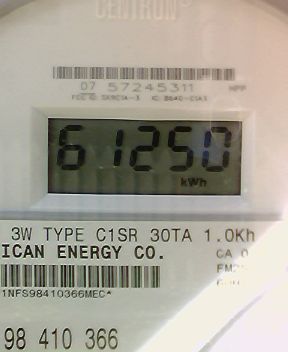 CENTRON®
07 57245311
61250
kWh
3W TYPE C1SR 30TA 1.0Kh
ICAN ENERGY CO.
CA
1NFS98410366MEC*
98 410 366